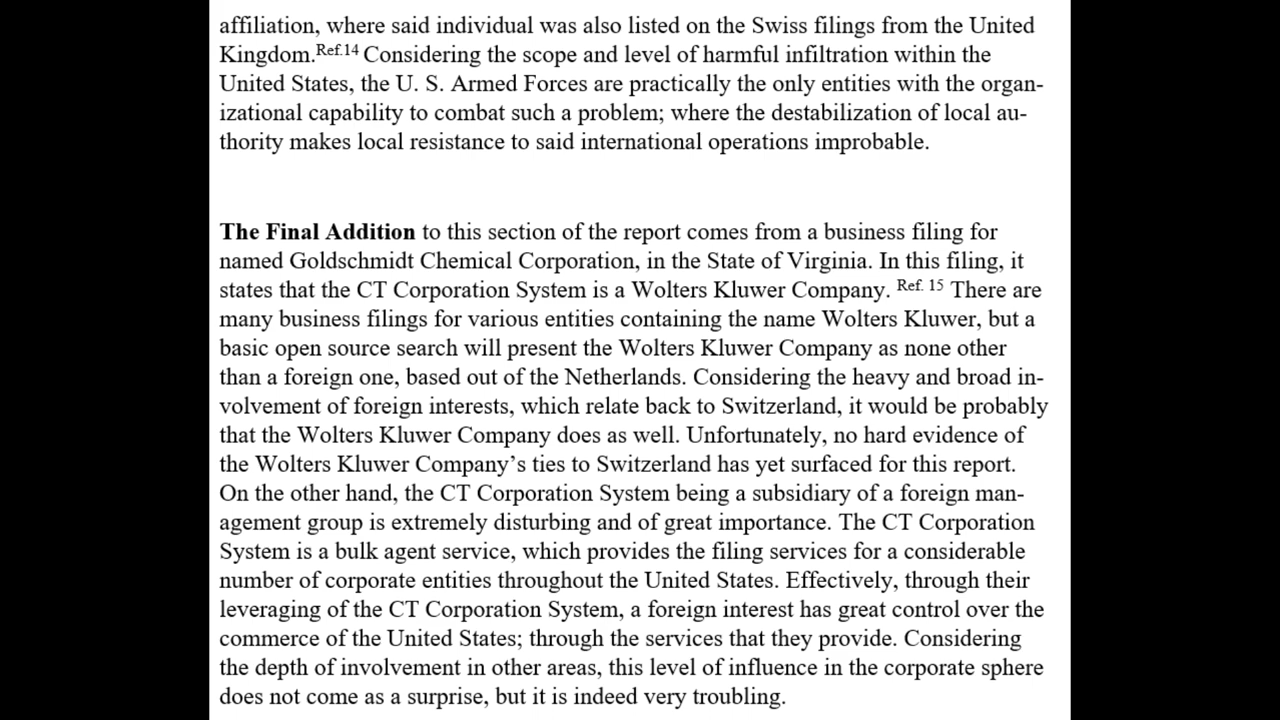 affiliation, where said individual was also listed on the Swiss filings from the United
Kingdom.Ref.14 Considering the scope and level of harmful infiltration within the
United States, the U. S. Armed Forces are practically the only entities with the organ-
izational capability to combat such a problem; where the destabilization of local au-
thority makes local resistance to said international operations improbable.
The Final Addition to this section of the report comes from a business filing for
named Goldschmidt Chemical Corporation, in the State of Virginia. In this filing, it
states that the CT Corporation System is a Wolters Kluwer Company. Ref. 15 There are
many business filings for various entities containing the name Wolters Kluwer, but a
basic open source search will present the Wolters Kluwer Company as none other
than a foreign one, based out of the Netherlands. Considering the heavy and broad in-
volvement of foreign interests, which relate back to Switzerland, it would be probably
that the Wolters Kluwer Company does as well. Unfortunately, no hard evidence of
the Wolters Kluwer Company’s ties to Switzerland has yet surfaced for this report.
On the other hand, the CT Corporation System being a subsidiary of a foreign man-
agement group is extremely disturbing and of great importance. The CT Corporation
System is a bulk agent service, which provides the filing services for a considerable
number of corporate entities throughout the United States. Effectively, through their
leveraging of the CT Corporation System, a foreign interest has great control over the
commerce of the United States; through the services that they provide. Considering
the depth of involvement in other areas, this level of influence in the corporate sphere
does not come as a surprise, but it is indeed very troubling.